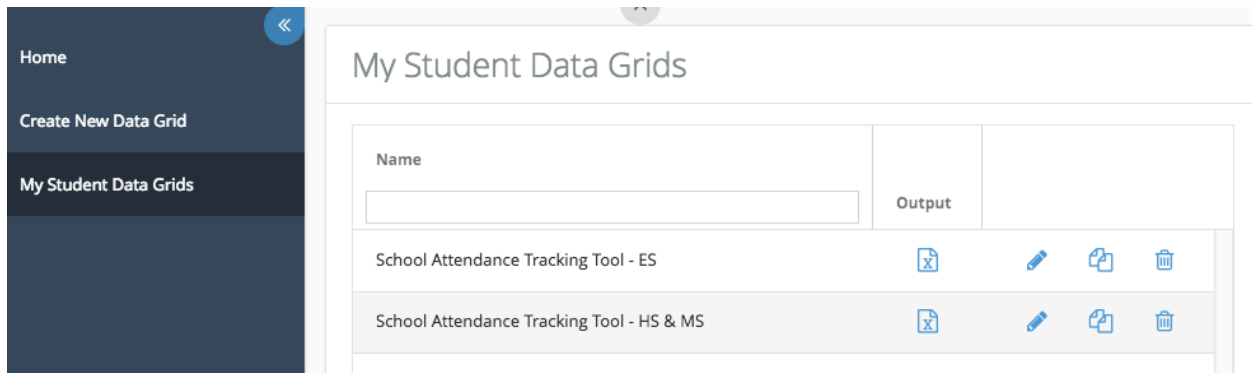 Home
Create New Data Grid
My Student Data Grids
My Student Data Grids
Name
Output
School Attendance Tracking Tool - ES
School Attendance Tracking Tool - HS & MS